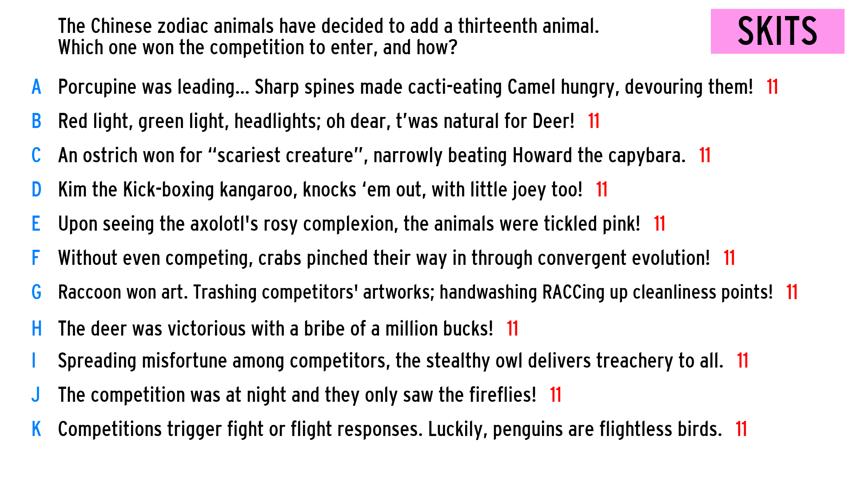 The Chinese zodiac animals have decided to add a thirteenth animal.
Which one won the competition to enter, and how?
SKITS
A Porcupine was leading... Sharp spines made cacti-eating Camel hungry, devouring them! 11
B Red light, green light, headlights; oh dear, t'was natural for Deer! 11
C An ostrich won for “scariest creature”, narrowly beating Howard the capybara. 11
D Kim the Kick-boxing kangaroo, knocks ‘em out, with little joey too! 11
E Upon seeing the axolotl's rosy complexion, the animals were tickled pink! 11
F Without even competing, crabs pinched their way in through convergent evolution! 11
G Raccoon won art. Trashing competitors' artworks; handwashing RACCing up cleanliness points! 11
H The deer was victorious with a bribe of a million bucks! 11
I Spreading misfortune among competitors, the stealthy owl delivers treachery to all. 11
J The competition was at night and they only saw the fireflies! 11
K Competitions trigger fight or flight responses. Luckily, penguins are flightless birds. 11